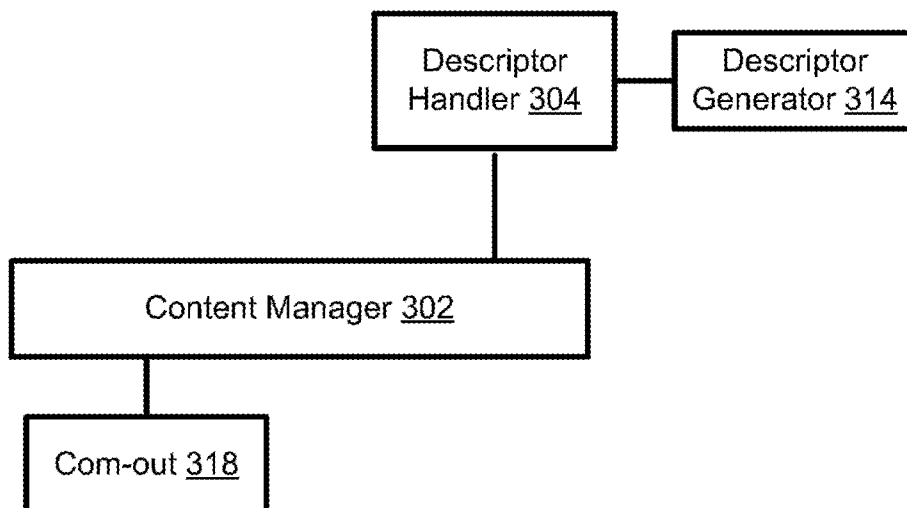 Descriptor
Handler 304
Descriptor
Generator 314
Content Manager 302
Com-out 318